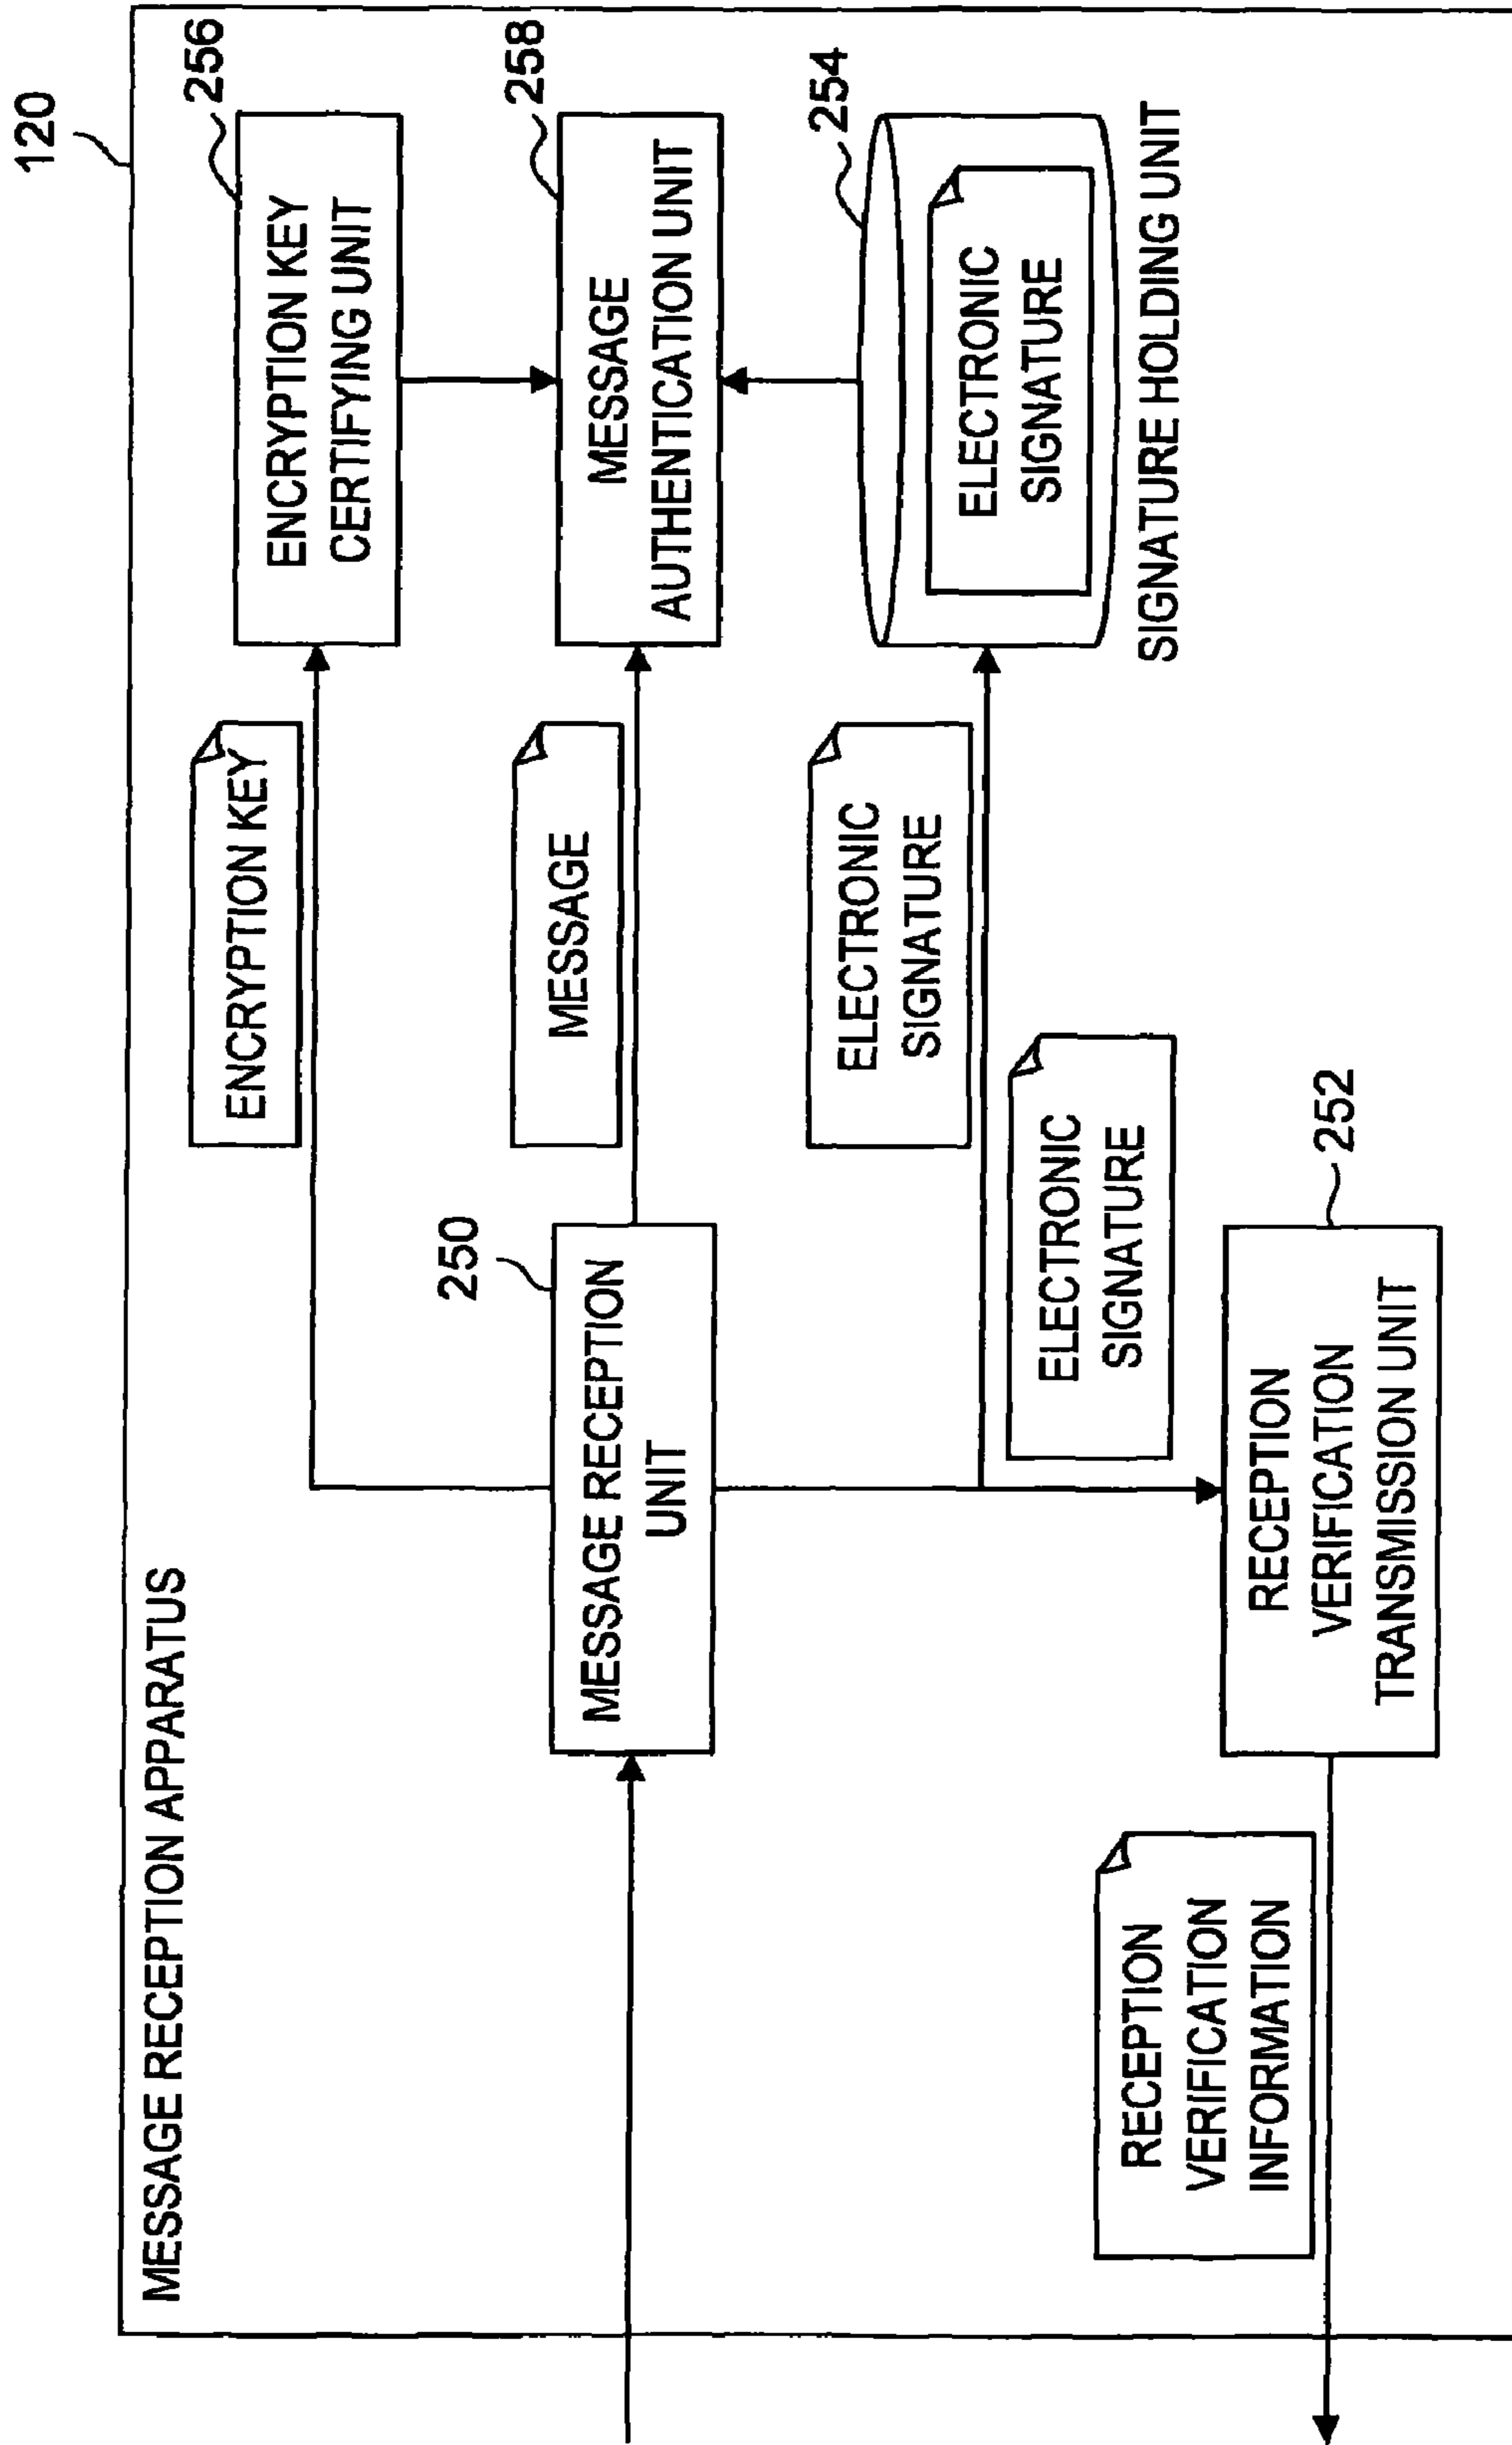 120
MESSAGE RECEPTION APPARATUS
ENCRYPTION KEY
256
ENCRYPTION KEY
CERTIFYING UNIT
250
MESSAGE RECEPTION
UNIT
MESSAGE
258
MESSAGE
AUTHENTICATION UNIT
ELECTRONIC
SIGNATURE
254
ELECTRONIC
SIGNATURE
SIGNATURE HOLDING UNIT
ELECTRONIC
SIGNATURE
RECEPTION
VERIFICATION
INFORMATION
RECEPTION
VERIFICATION
TRANSMISSION UNIT
252